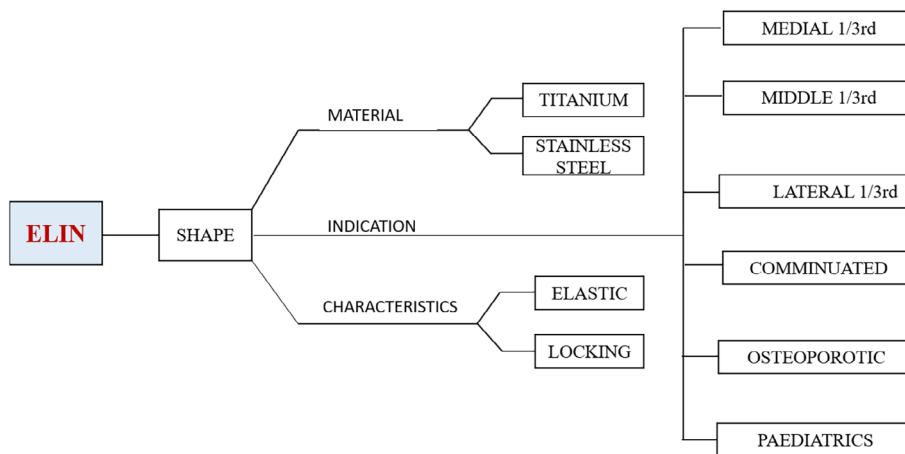 MEDIAL 1/3rd
MIDDLE 1/3rd
TITANIUM
MATERIAL
STAINLESS
STEEL
LATERAL 1/3rd
ELIN
SHAPE
INDICATION
COMMINUATED
ELASTIC
CHARACTERISTICS
LOCKING
OSTEOPOROTIC
PAEDIATRICS